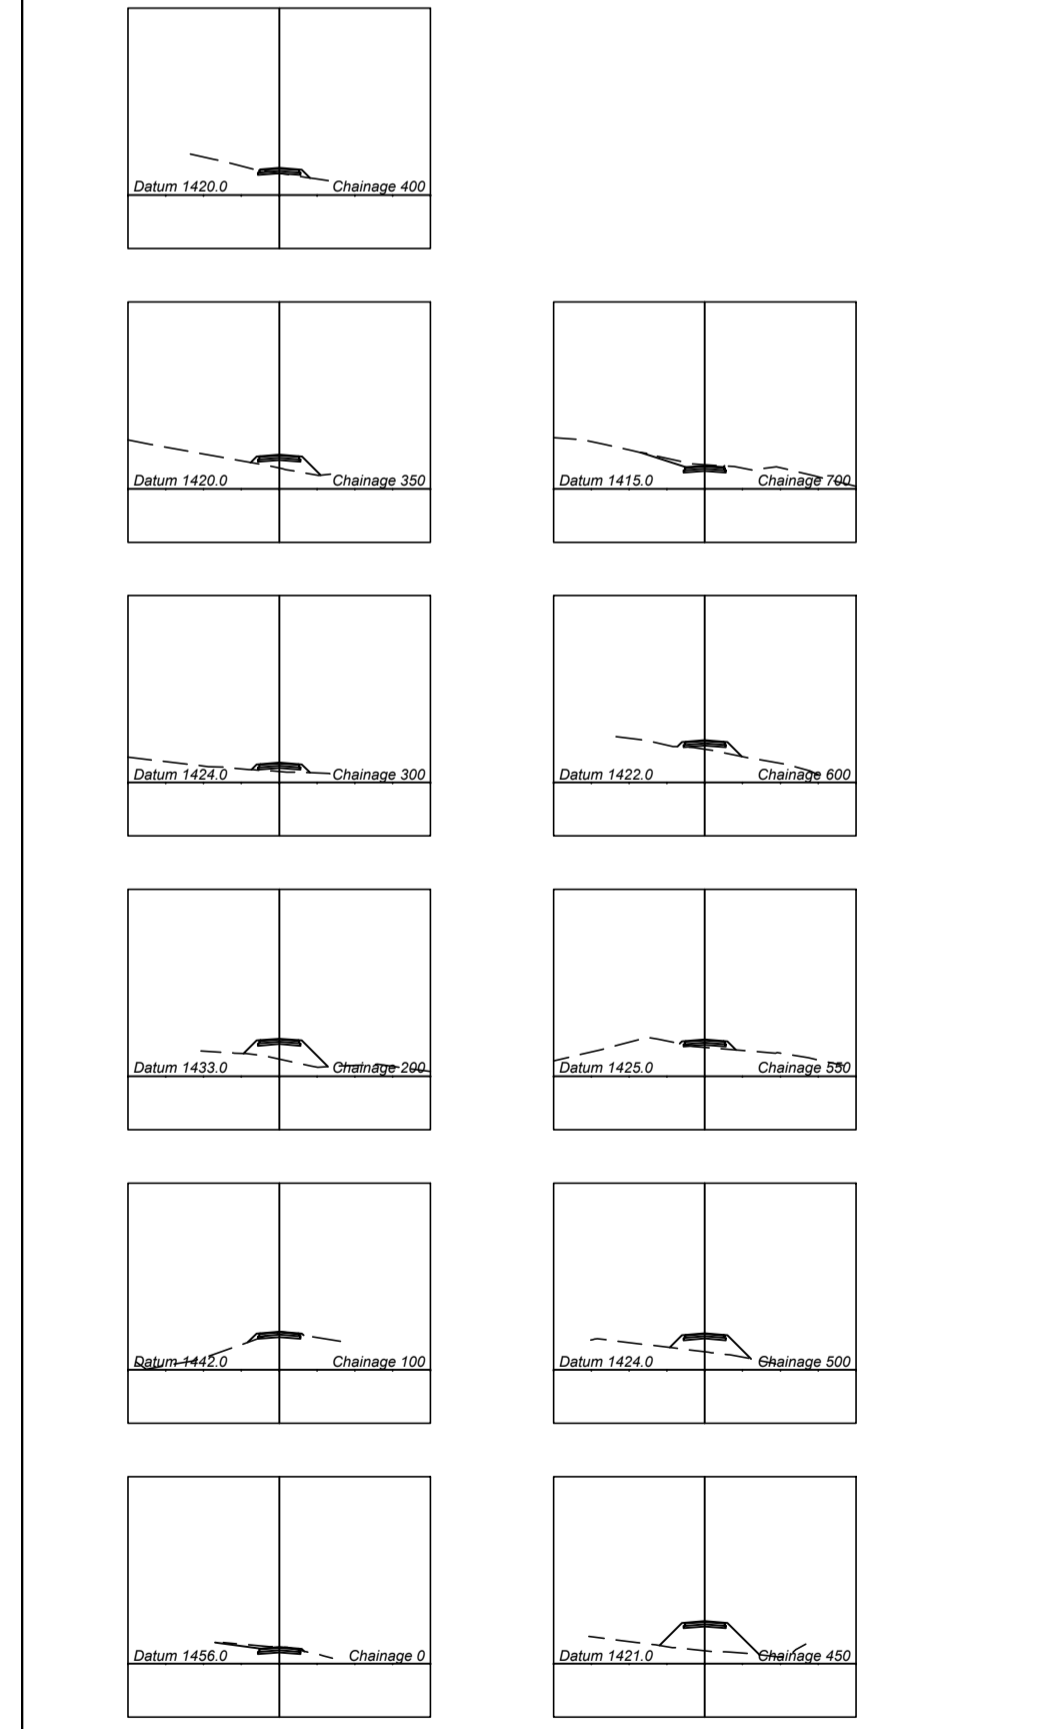 Datum 1420.0 Chainage 400
Datum 1420.0 Chainage 350
Datum 1415.0 Chainage 700
Datum 1424.0 Chainage 300
Datum 1422.0 Chainage 600
Datum 1433.0 Chainage 200
Datum 1425.0 Chainage 550
Datum 1442.0 Chainage 100
Datum 1424.0 Chainage 500
Datum 1456.0 Chainage 0
Datum 1421.0 Chainage 450